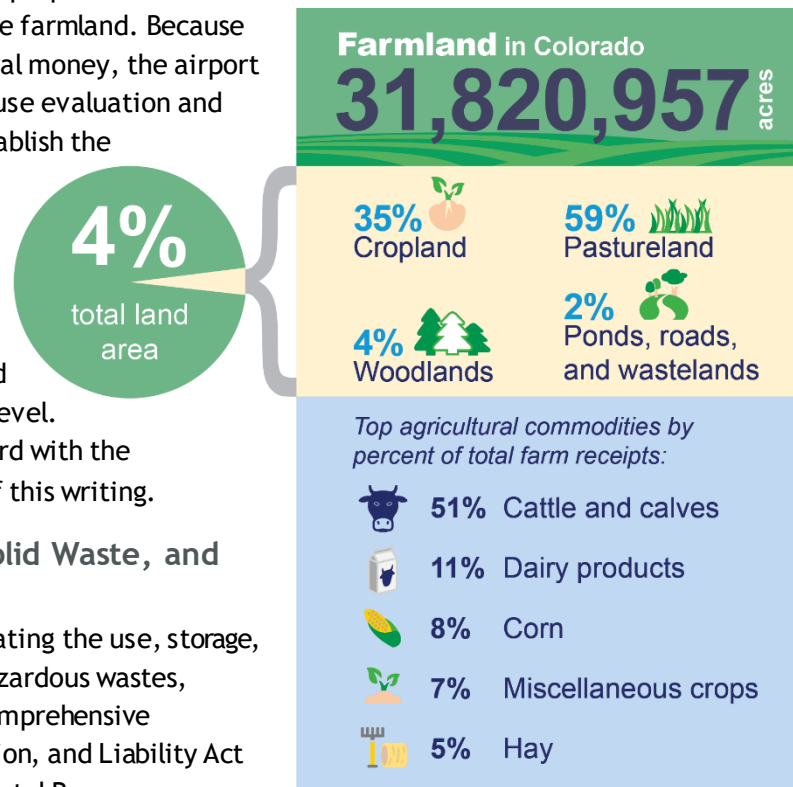 e farmland. Because
al money, the airport
use evaluation and
ablish the
evel.
rd with the
f this writing.
olid Waste, and
ating the use, storage,
zardous wastes,
omprehensive
ion, and Liability Act
4%
total land
area
Farmland in Colorado
31,820,957 acres
35%
Cropland
59%
Pastureland
4%
Woodlands
2%
Ponds, roads,
and wastelands
Top agricultural commodities by
percent of total farm receipts:
51% Cattle and calves
11% Dairy products
8% Corn
7% Miscellaneous crops
5% Hay